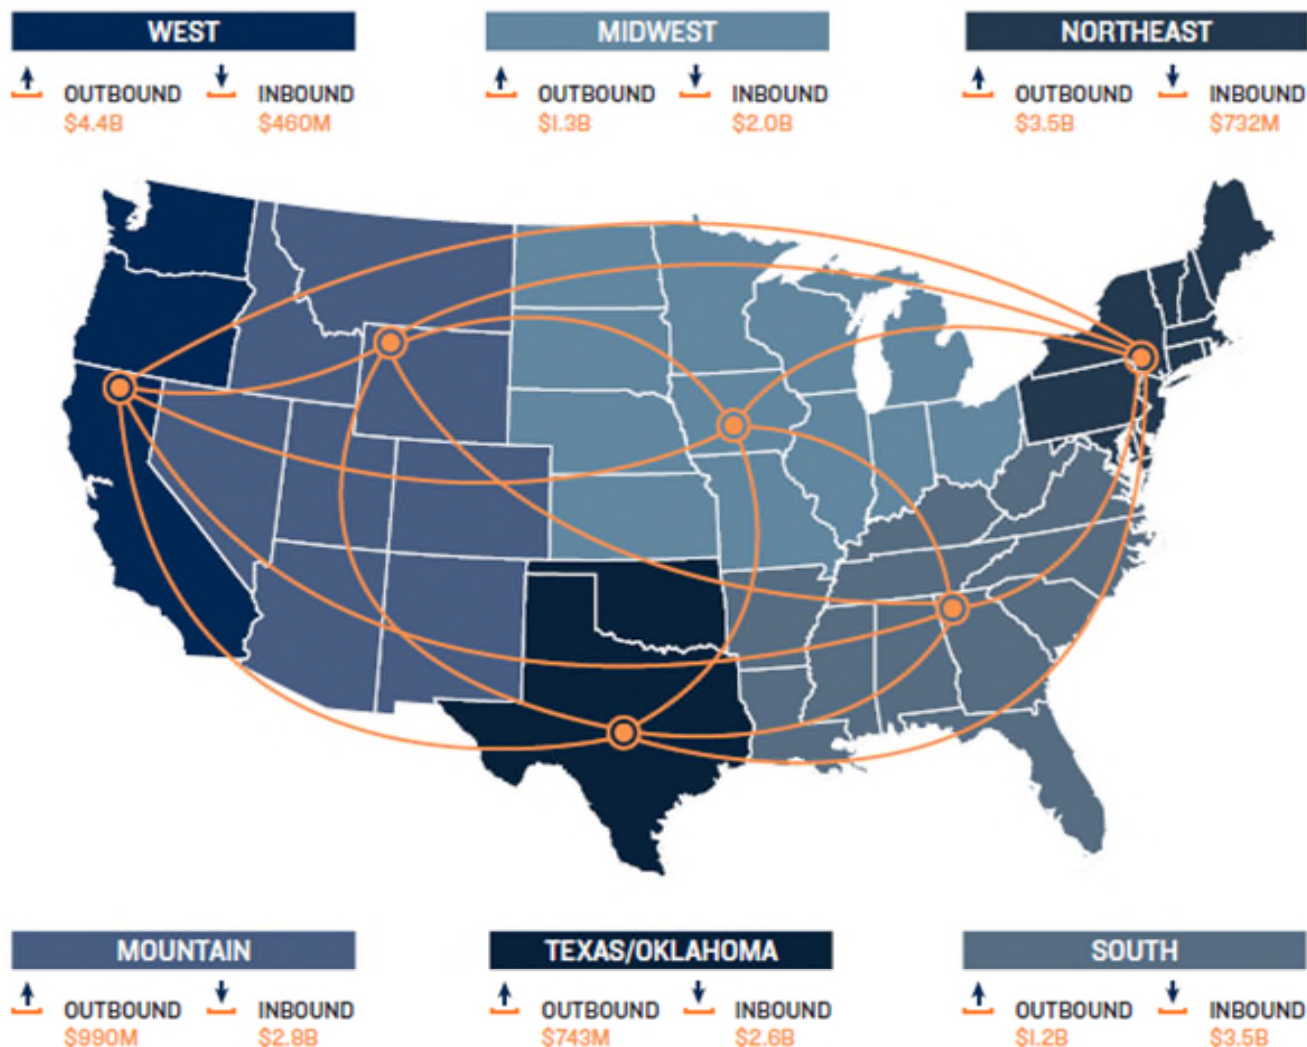 WEST
OUTBOUND INBOUND
$4.4B $460M
MIDWEST
OUTBOUND INBOUND
$1.3B $2.0B
NORTHEAST
OUTBOUND INBOUND
$3.5B $732M
MOUNTAIN
OUTBOUND INBOUND
$990M $2.8B
TEXAS/OKLAHOMA
OUTBOUND INBOUND
$743M $2.6B
SOUTH
OUTBOUND INBOUND
$1.2B $3.5B